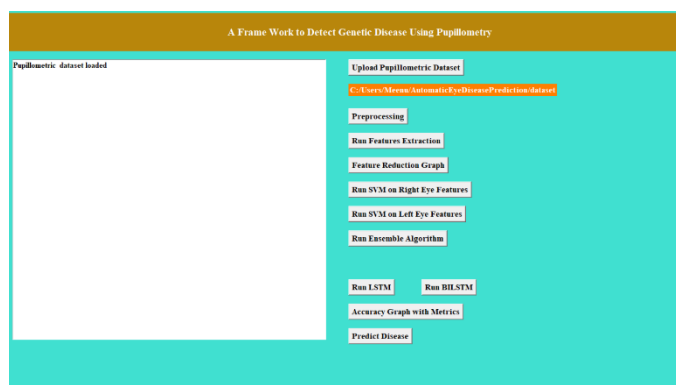 A Frame Work to Detect Genetic Disease Using Pupillometry
Pupillometric dataset loaded
Upload Pupillometric Dataset
C:/Users/Meenu/AutomaticEyeDiseasePrediction/dataset
Preprocessing
Run Features Extraction
Feature Reduction Graph
Run SVM on Right Eye Features
Run SVM on Left Eye Features
Run Ensemble Algorithm
Run LSTM
Run BILSTM
Accuracy Graph with Metrics
Predict Disease